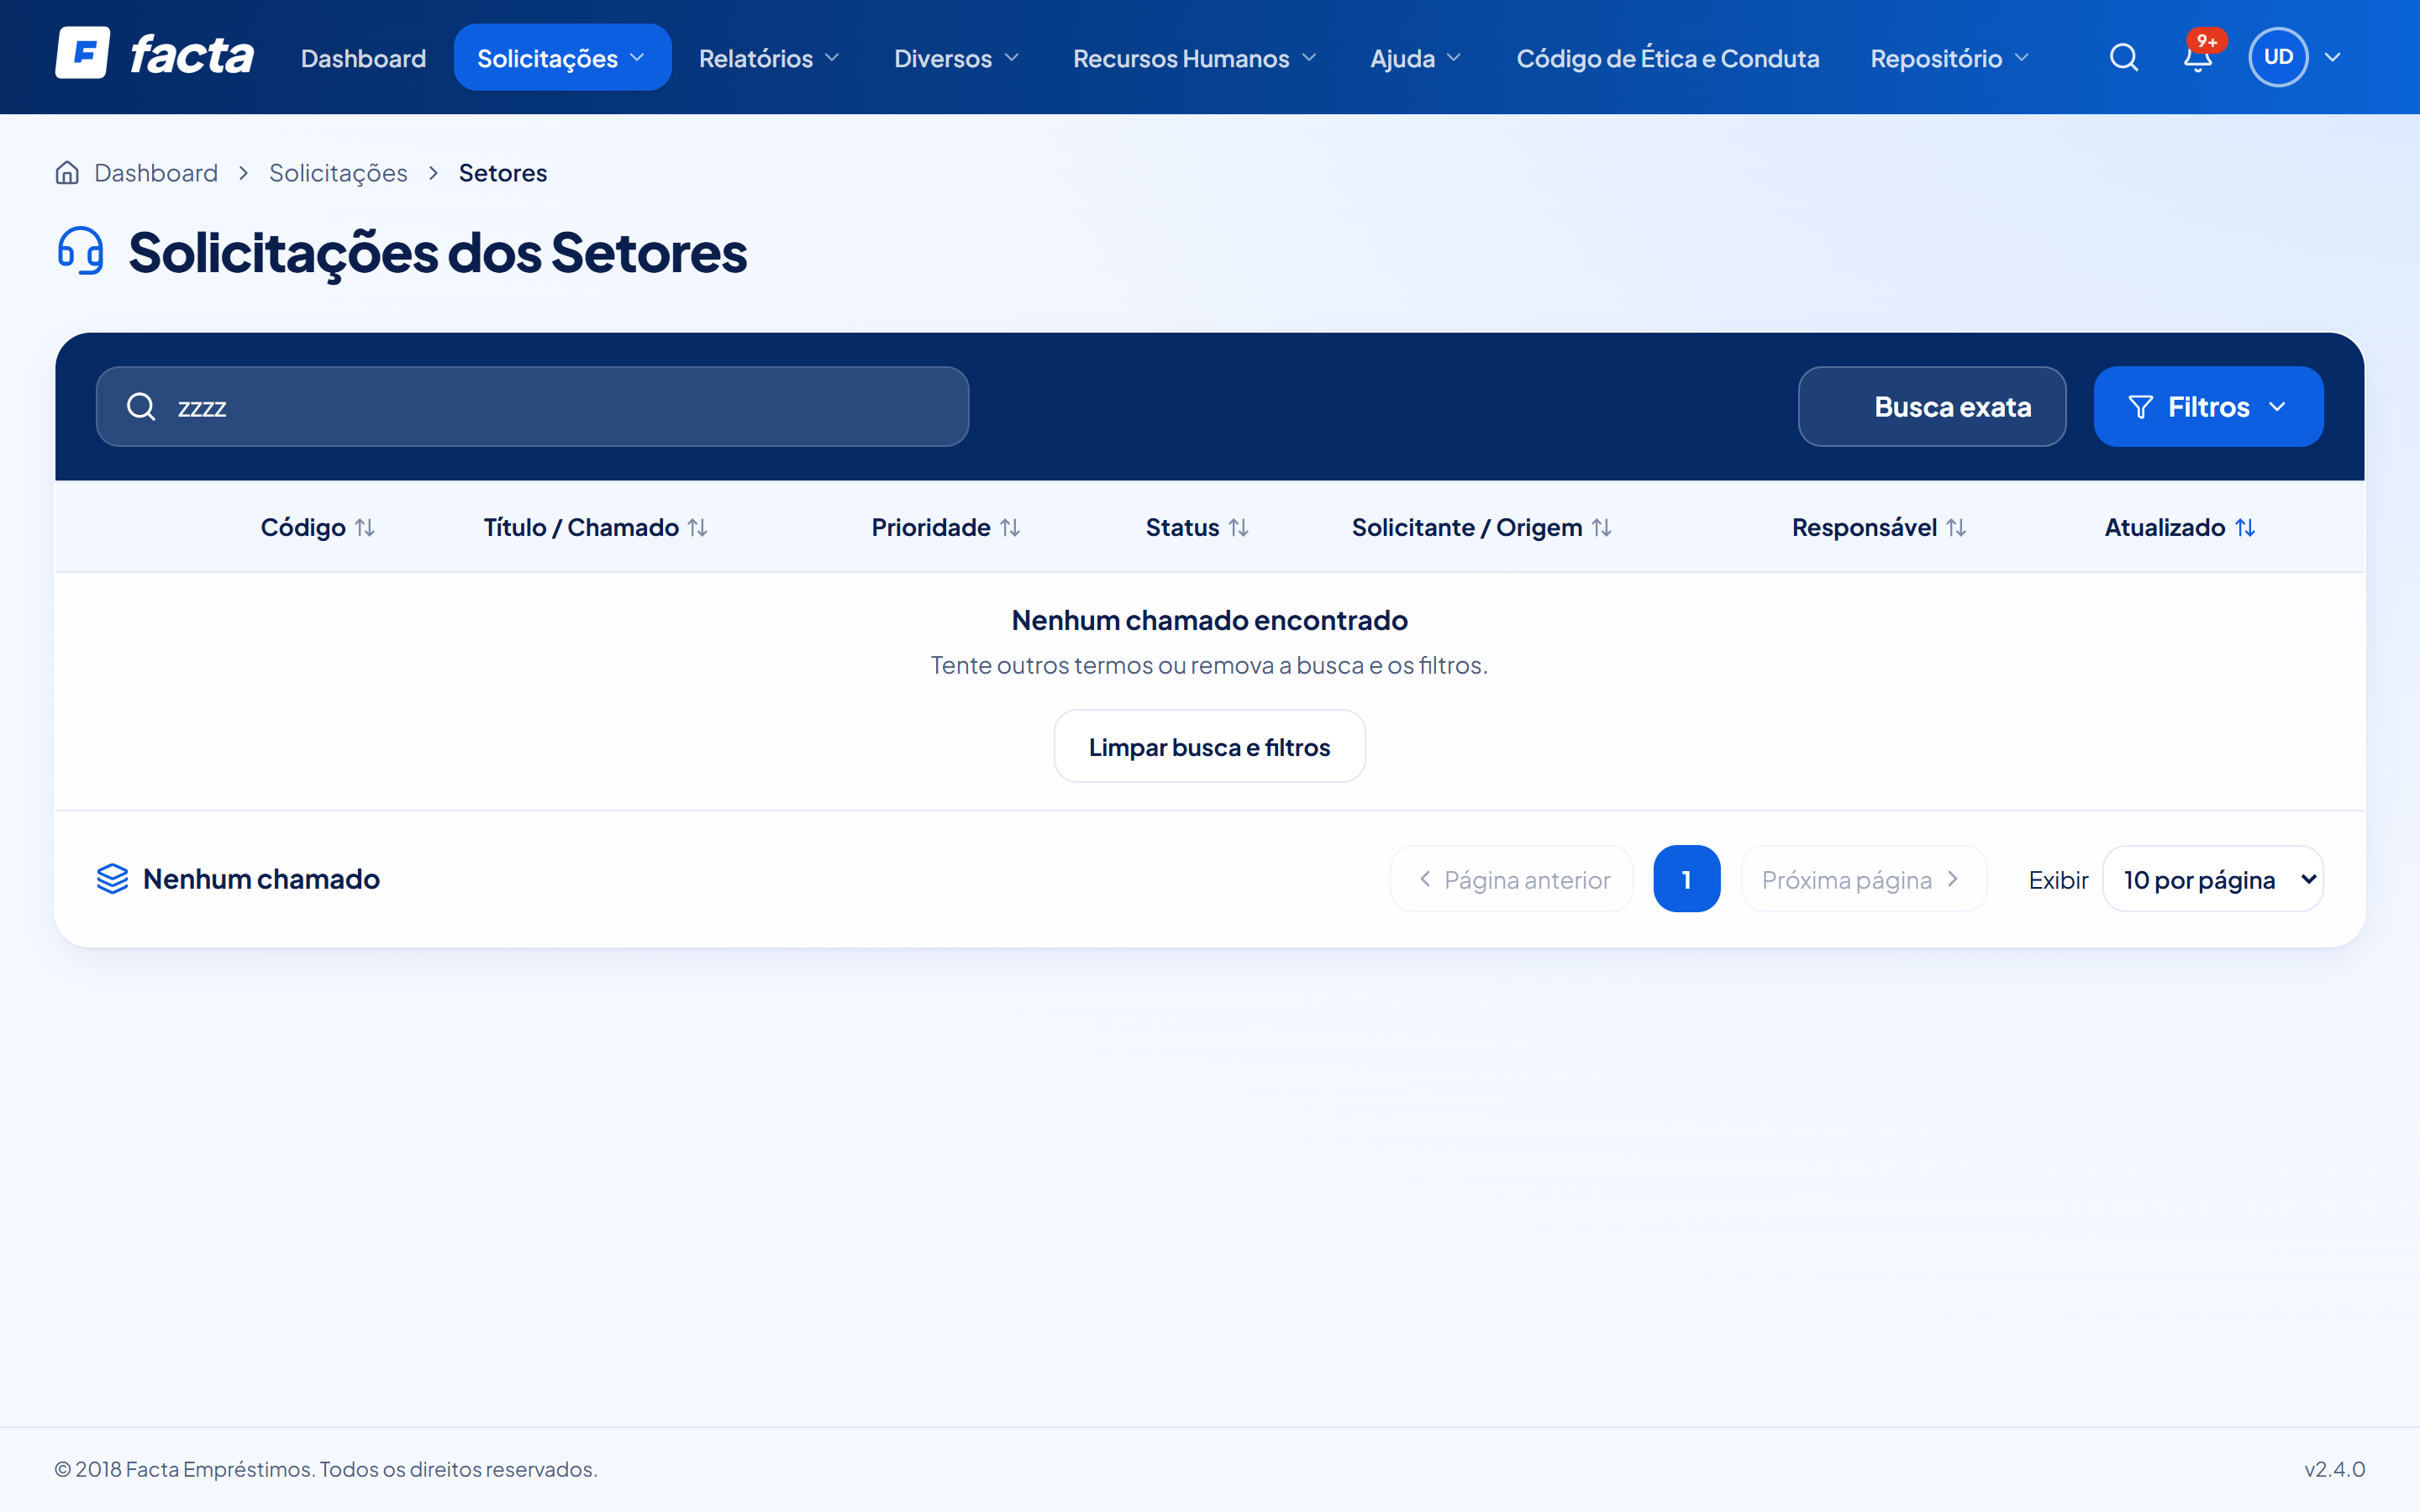 F facta Dashboard Solicitações Relatórios Diversos Recursos Humanos Ajuda Código de Ética e Conduta Repositório 9+ UD
Dashboard Solicitações Setores
Solicitações dos Setores
zzzz Busca exata Filtros
Código Título / Chamado Prioridade Status Solicitante / Origem Responsável Atualizado
Nenhum chamado encontrado
Tente outros termos ou remova a busca e os filtros.
Limpar busca e filtros
Nenhum chamado Página anterior 1 Próxima página Exibir 10 por página
© 2018 Facta Empréstimos. Todos os direitos reservados. v2.4.0